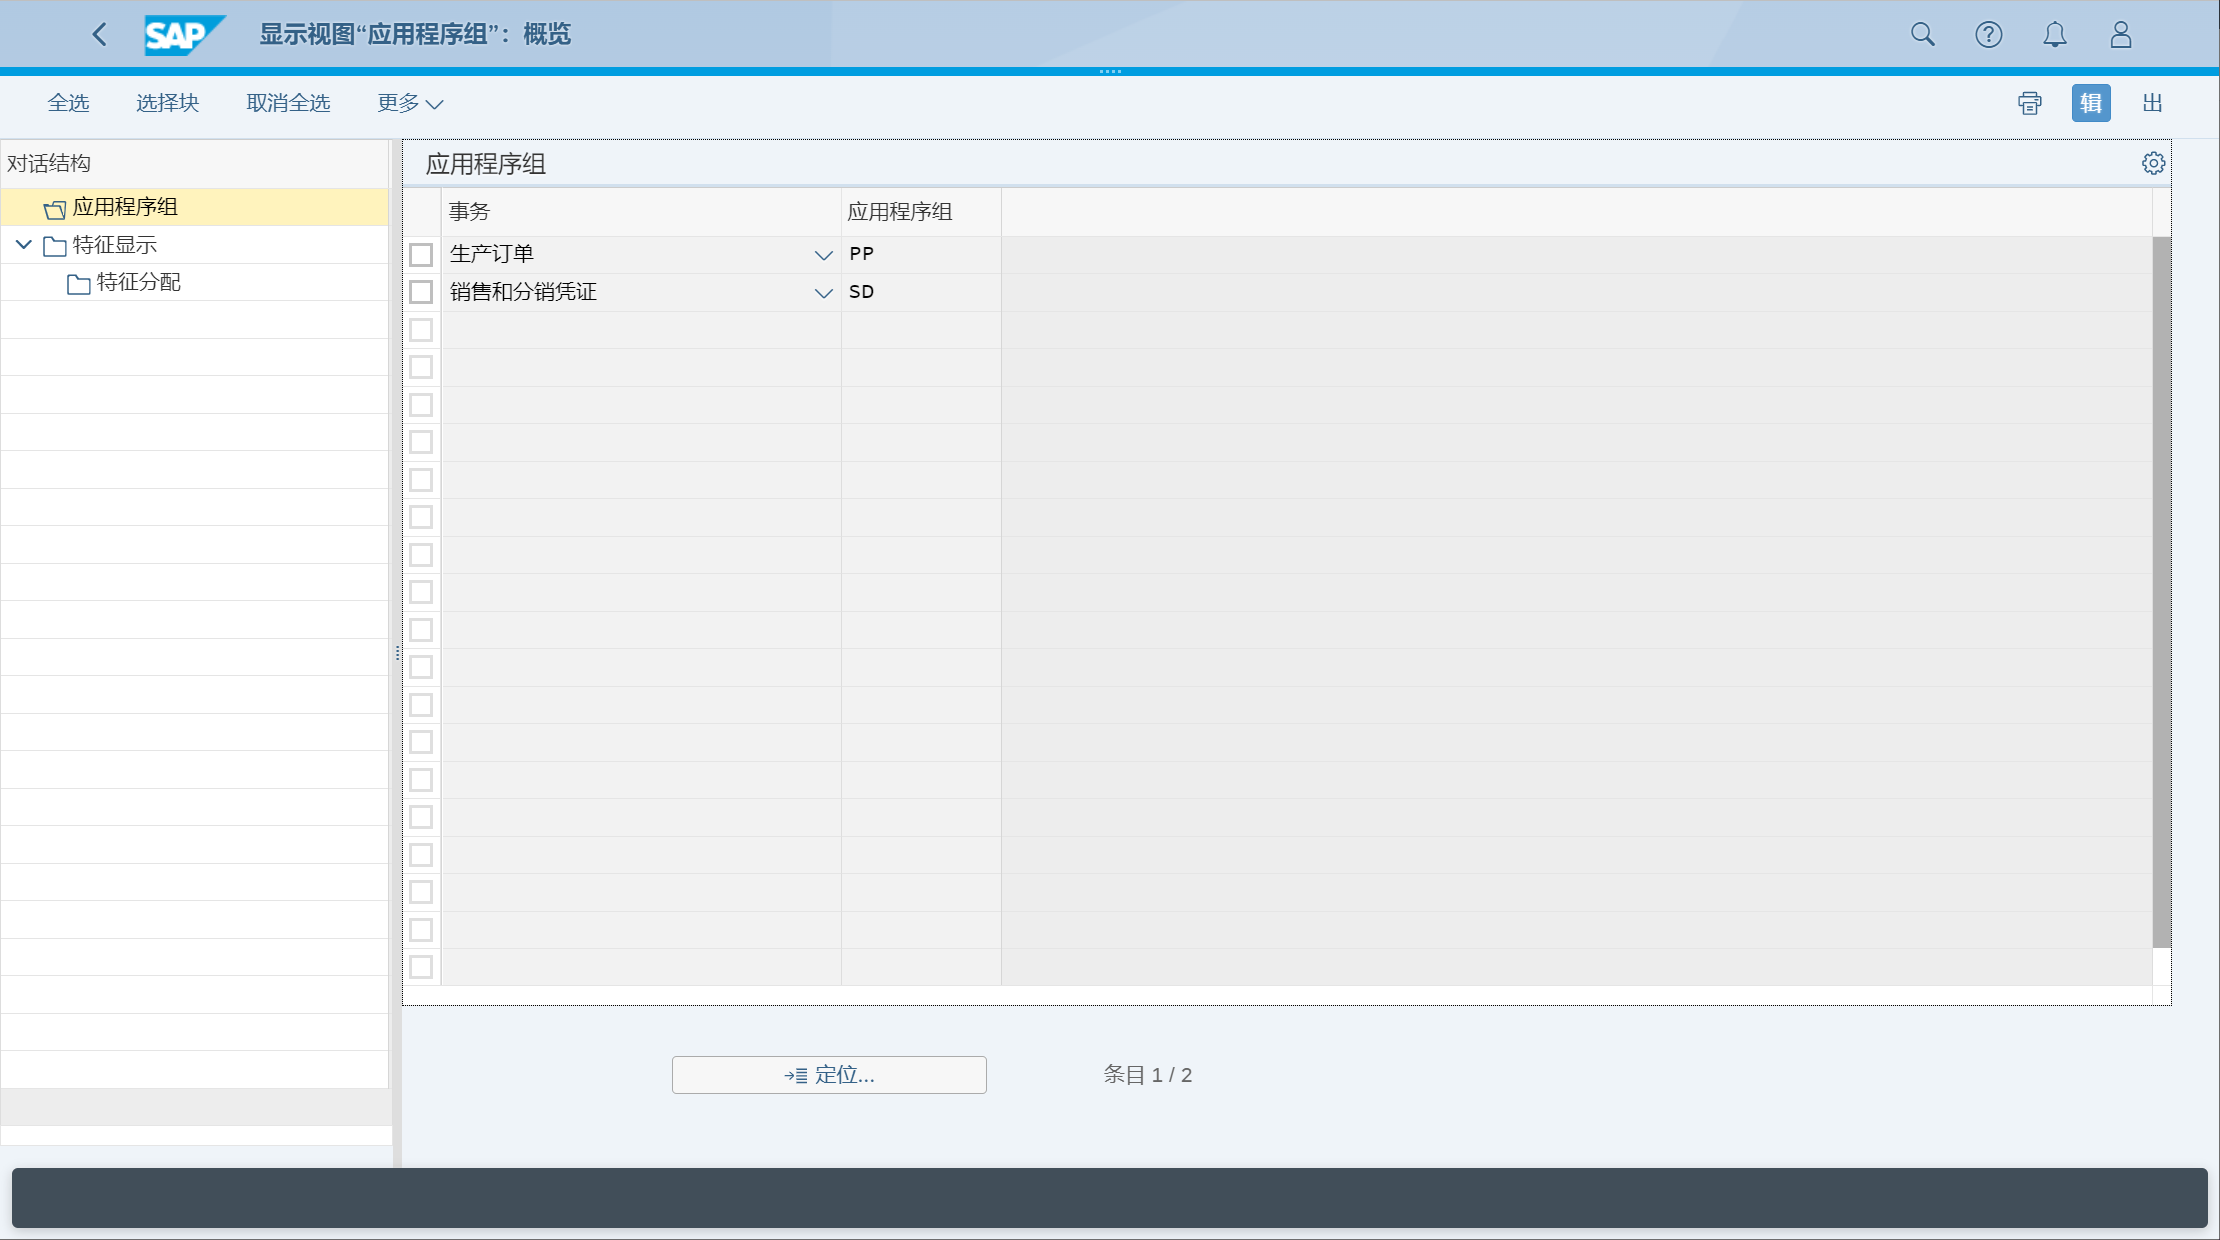 SAP 显示视图“应用程序组”：概览
全选 选择块 取消全选 更多 辑 出
对话结构
应用程序组
特征显示
特征分配
应用程序组
事务 应用程序组
生产订单 PP
销售和分销凭证 SD
定位... 条目 1 / 2